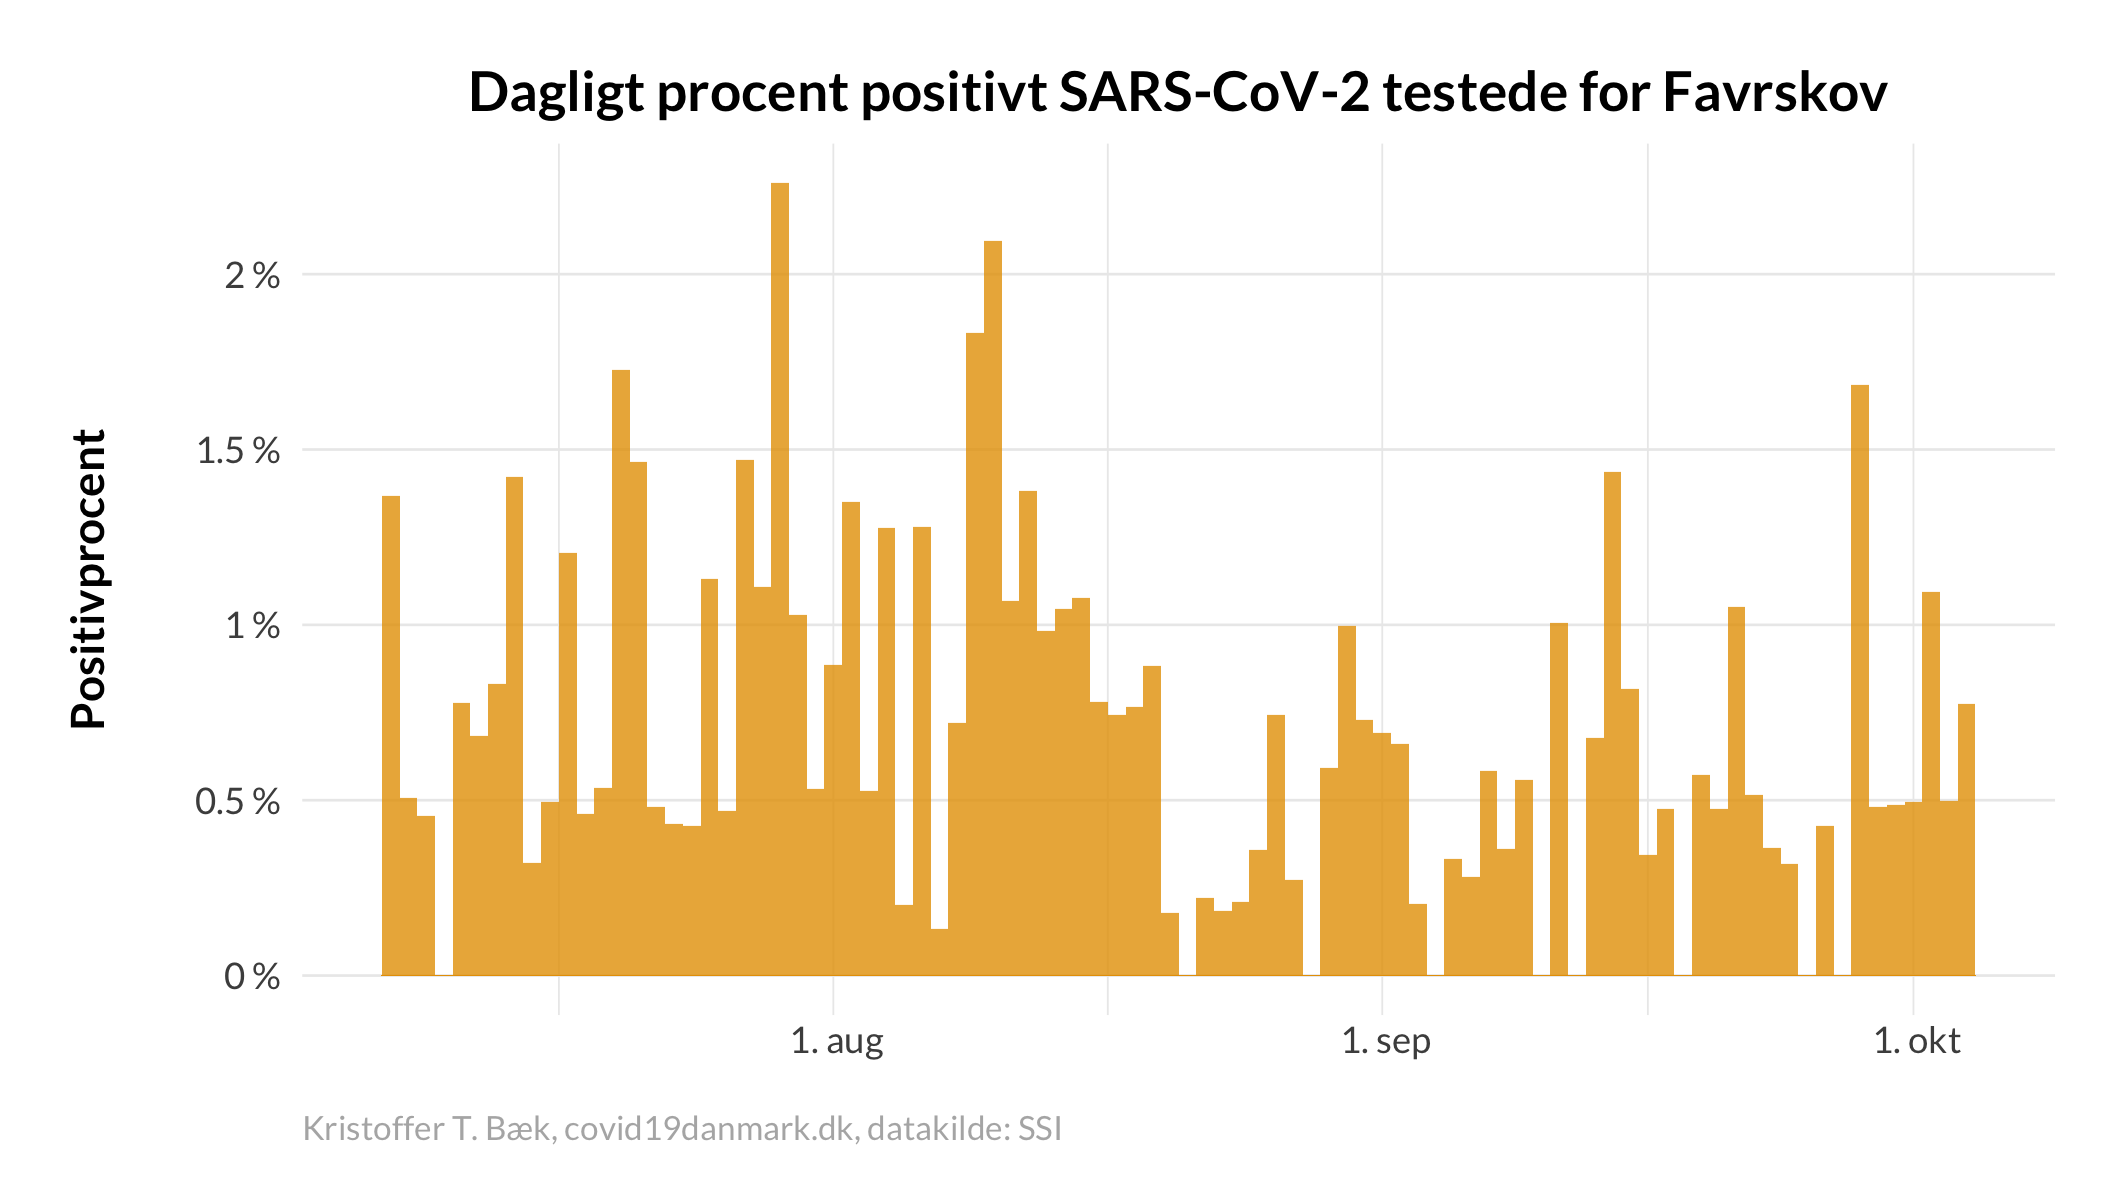 Dagligt procent positivt SARS-CoV-2 testede for Favrskov
Positivprocent
2 %
1.5 %
1 %
0.5 %
0 %
1. aug
1. sep
1. okt
Kristoffer T. Bæk, covid19danmark.dk, datakilde: SSI